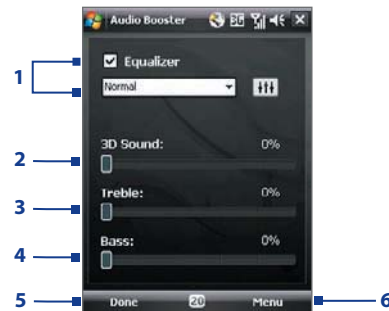 Audio Booster
1
Equalizer
Normal
2
3D Sound: 0%
3
Treble: 0%
4
Bass: 0%
5
Done 20 Menu
6